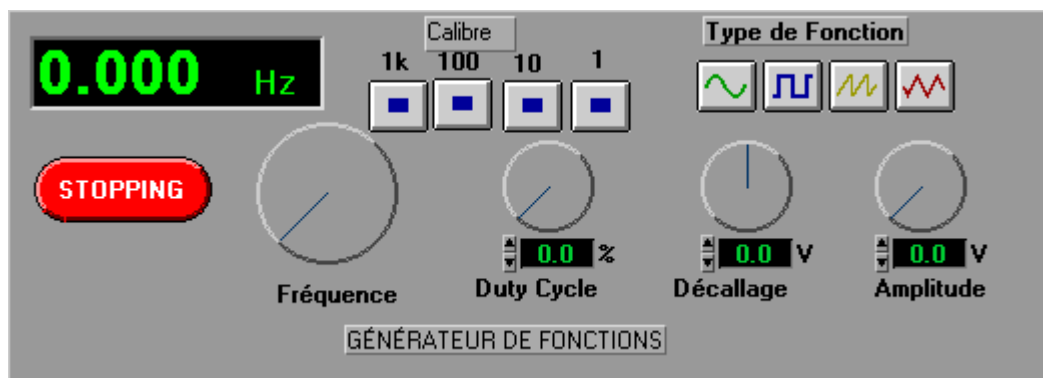 Calibre
Type de Fonction
0.000 Hz
1k 100 10 1
STOPPING
0.0 %
0.0 V
0.0 V
Fréquence
Duty Cycle
Décallage
Amplitude
GÉNÉRATEUR DE FONCTIONS